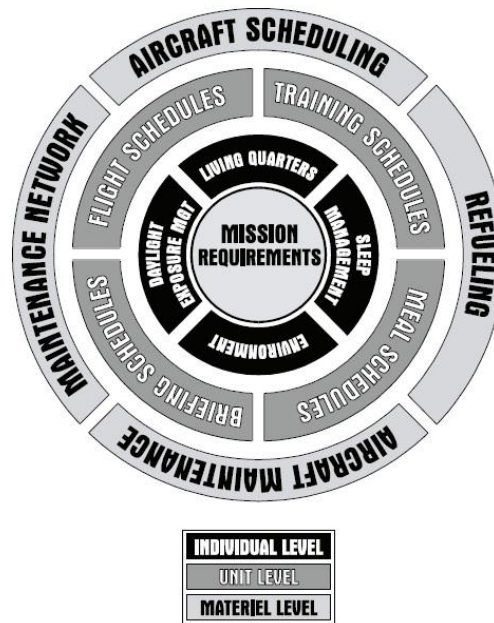 AIRCRAFT SCHEDULING
MAINTENANCE NETWORK
REFUELING
AIRCRAFT MAINTENANCE
FLIGHT SCHEDULES
TRAINING SCHEDULES
BRIEFING SCHEDULES
MEAL SCHEDULES
LIVING QUARTERS
DAYLIGHT
EXPOSURE MGT
SLEEP
MANAGEMENT
ENVIRONMENT
MISSION
REQUIREMENTS
INDIVIDUAL LEVEL
UNIT LEVEL
MATERIEL LEVEL